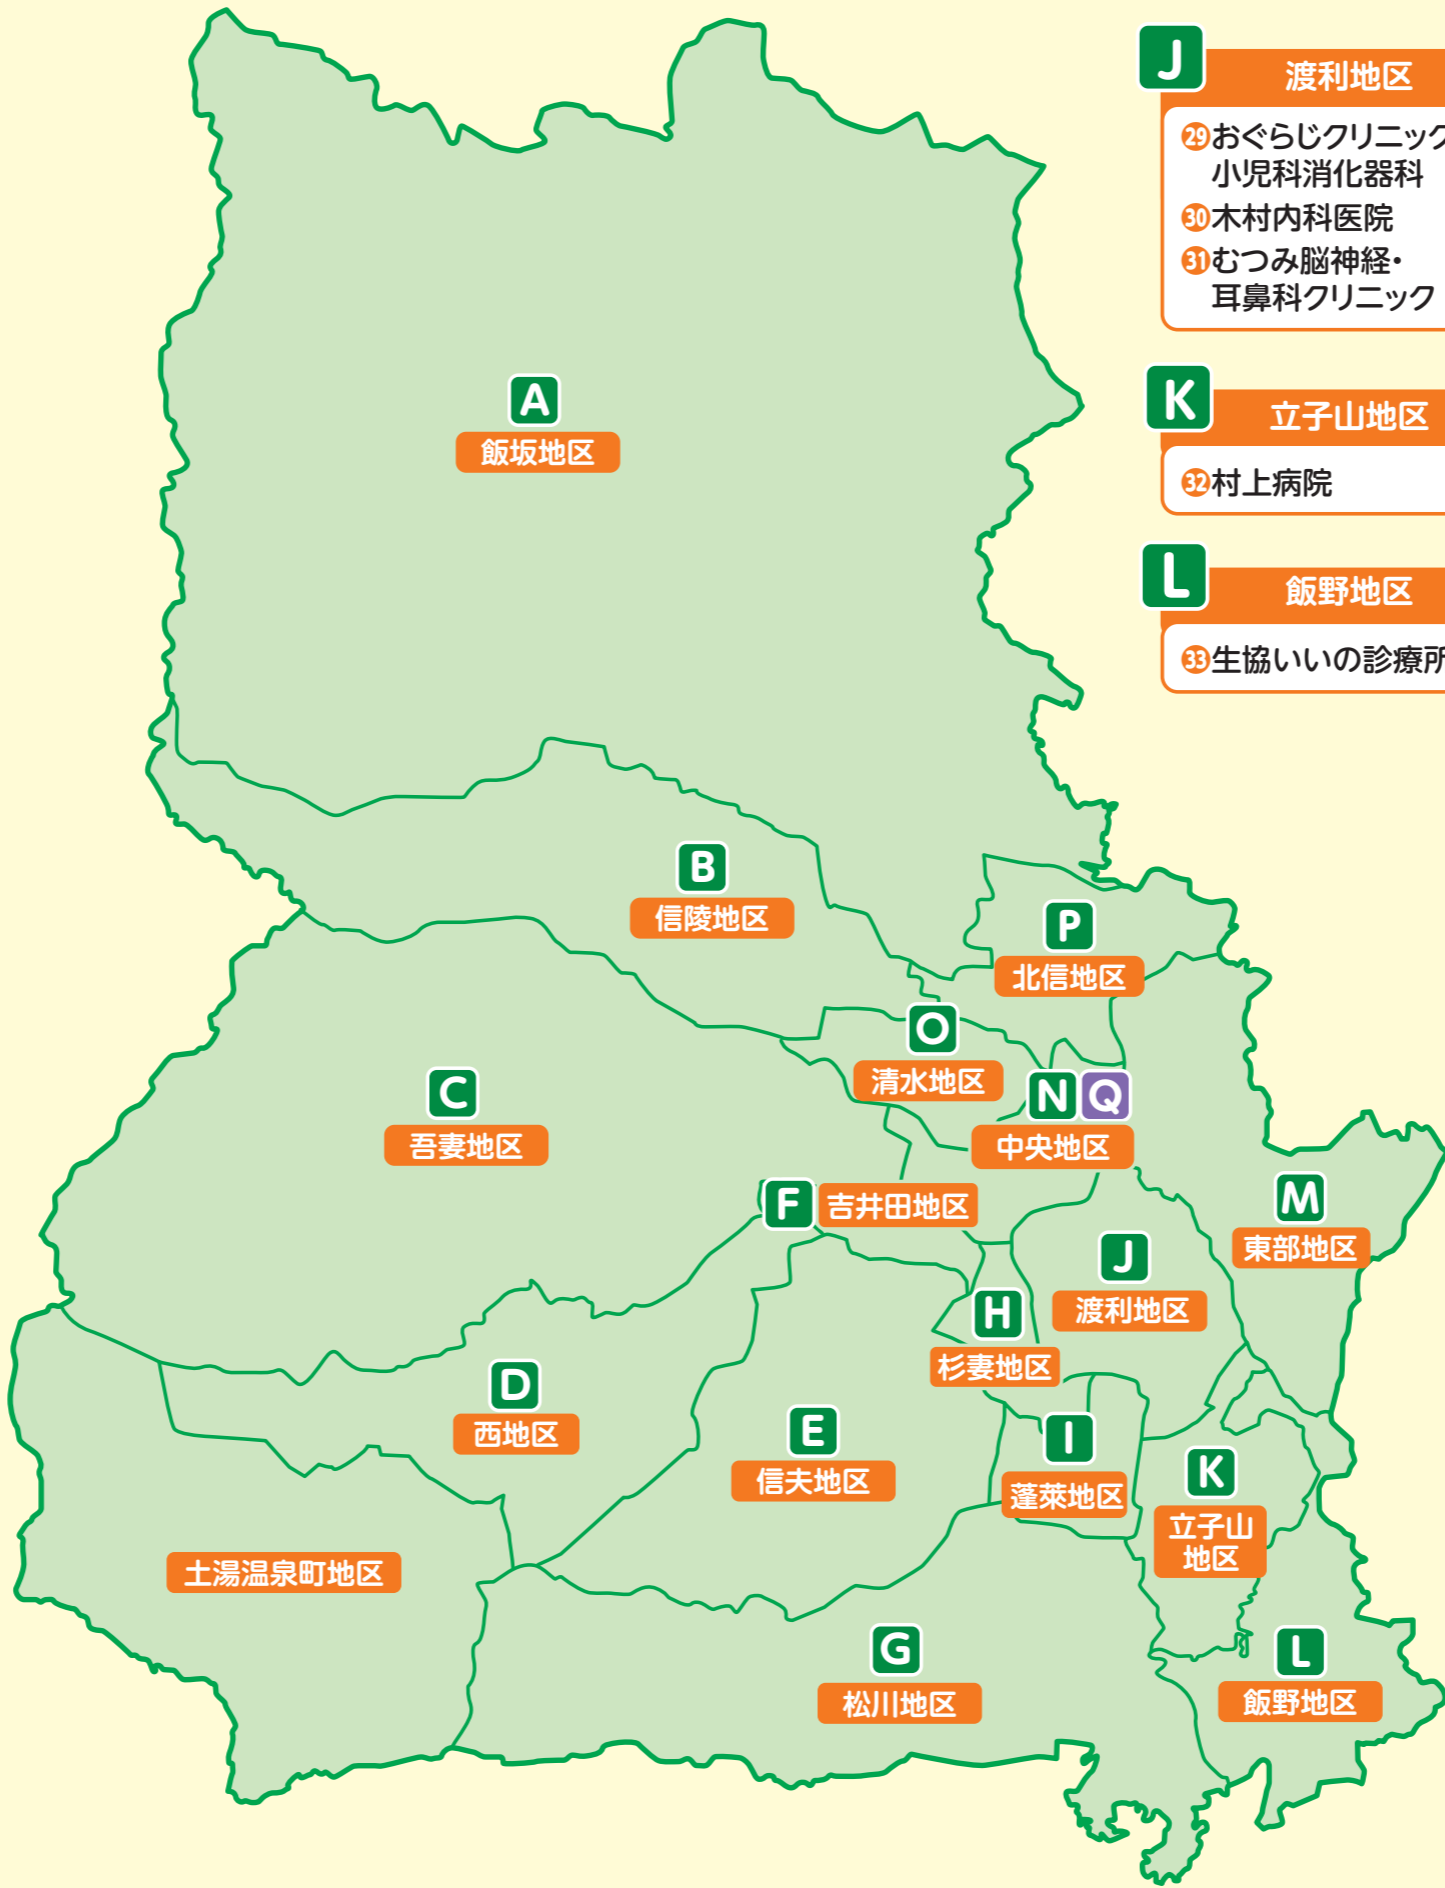 J
渡利地区
㉙おぐらじクリニック
小児科消化器科
㉚木村内科医院
㉛むつみ脳神経・
耳鼻科クリニック
K
立子山地区
㉜村上病院
L
飯野地区
㉝生協いいの診療所
A
飯坂地区
B
信陵地区
P
北信地区
O
清水地区
N Q
中央地区
C
吾妻地区
F 吉井田地区
M
東部地区
J
渡利地区
H
杉妻地区
D
西地区
E
信夫地区
I
蓬萊地区
K
立子山
地区
土湯温泉町地区
G
松川地区
L
飯野地区